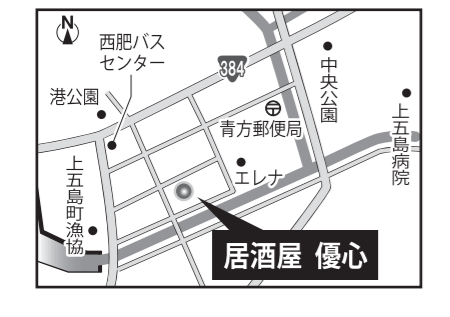 N
西肥バス
センター
384
港公園
中央公園
青方郵便局
上五島病院
エレナ
上五島町漁協
居酒屋 優心